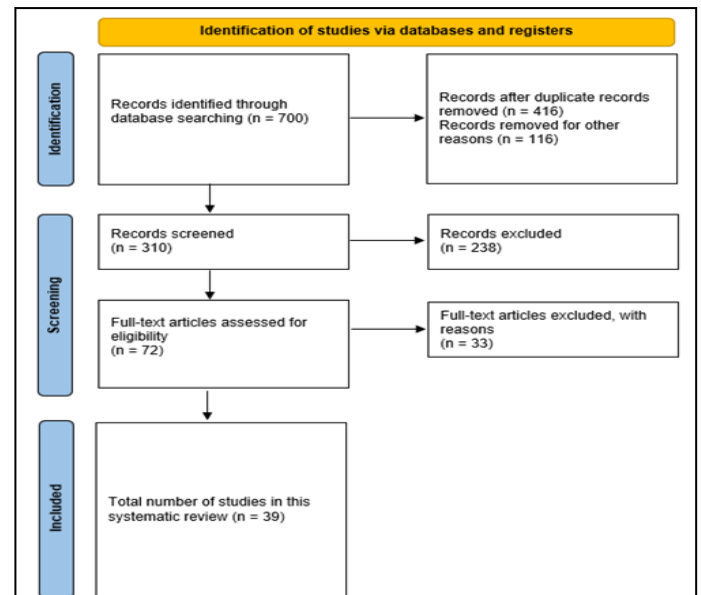 Identification of studies via databases and registers
Identification
Records identified through
database searching (n = 700)
Records after duplicate records
removed (n = 416)
Records removed for other
reasons (n = 116)
Screening
Records screened
(n = 310)
Records excluded
(n = 238)
Full-text articles assessed for
eligibility
(n = 72)
Full-text articles excluded, with
reasons
(n = 33)
Included
Total number of studies in this
systematic review (n = 39)